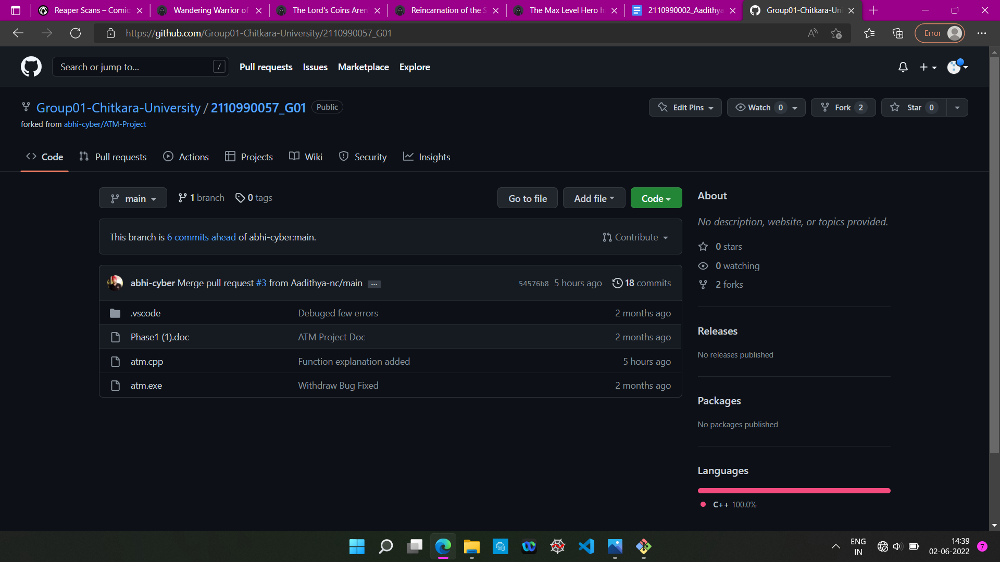 Reaper Scans – Comic
Wandering Warrior of
The Lord's Coins Aren
Reincarnation of the S
The Max Level Hero h
2110990002_Aadithya
Group01-Chitkara-Uni
https://github.com/Group01-Chitkara-University/2110990057_G01
Error
Search or jump to...
/
Pull requests
Issues
Marketplace
Explore
Group01-Chitkara-University / 2110990057_G01
Public
Edit Pins
Watch 0
Fork 2
Star 0
forked from abhi-cyber/ATM-Project
Code
Pull requests
Actions
Projects
Wiki
Security
Insights
main
1 branch
0 tags
Go to file
Add file
Code
This branch is 6 commits ahead of abhi-cyber:main.
Contribute
abhi-cyber Merge pull request #3 from Aadithya-nc/main ...
54576b8 5 hours ago
18 commits
.vscode
Debuged few errors
2 months ago
Phase1 (1).doc
ATM Project Doc
2 months ago
atm.cpp
Function explanation added
5 hours ago
atm.exe
Withdraw Bug Fixed
2 months ago
About
No description, website, or topics provided.
0 stars
0 watching
2 forks
Releases
No releases published
Packages
No packages published
Languages
C++ 100.0%
ENG
IN
14:39
02-06-2022
7